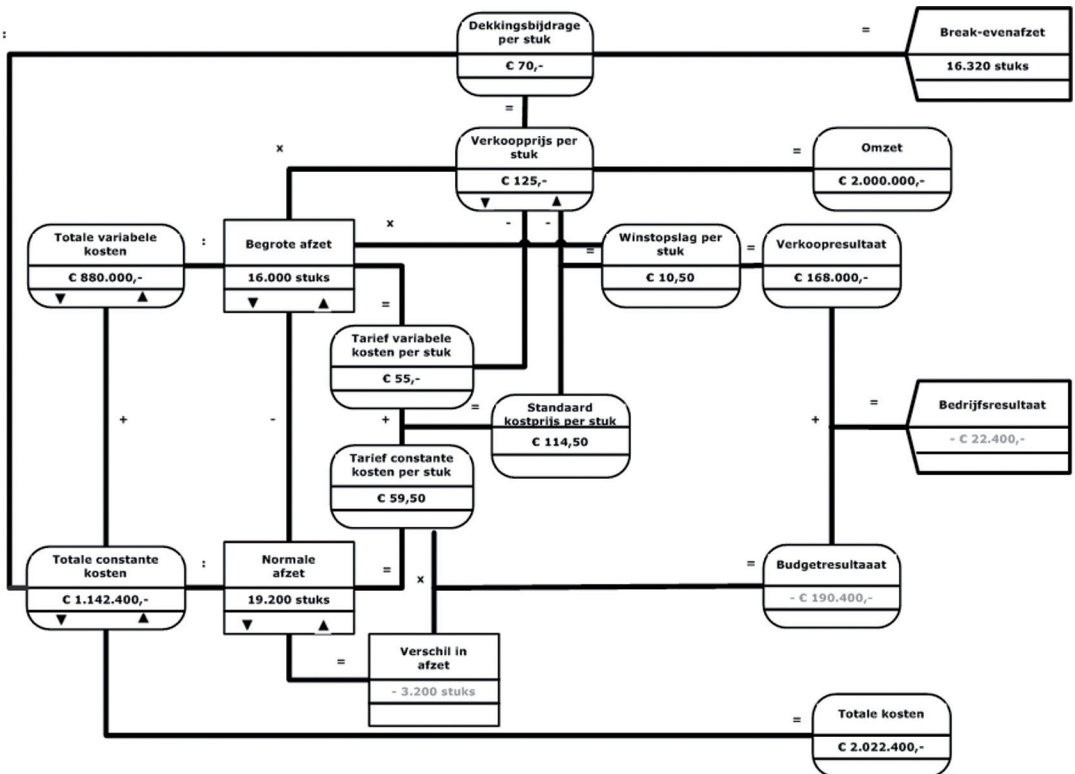 :
Dekkingsbijdrage
per stuk
€ 70,-
=
Break-evenafzet
16.320 stuks
=
x
Verkoopprijs per
stuk
€ 125,-
▼ ▲
=
Omzet
€ 2.000.000,-
Totale variabele
kosten
€ 880.000,-
▼ ▲
:
Begrote afzet
16.000 stuks
▼ ▲
x
- -
=
Winstopslag per
stuk
€ 10,50
=
Verkoopresultaat
€ 168.000,-
=
Tarief variabele
kosten per stuk
€ 55,-
+
-
+
=
Standaard
kostprijs per stuk
€ 114,50
+
=
Bedrijfsresultaat
- € 22.400,-
Tarief constante
kosten per stuk
€ 59,50
Totale constante
kosten
€ 1.142.400,-
▼ ▲
:
Normale
afzet
19.200 stuks
▼ ▲
=
x
=
Budgetresultaaat
- € 190.400,-
=
Verschil in
afzet
- 3.200 stuks
=
Totale kosten
€ 2.022.400,-